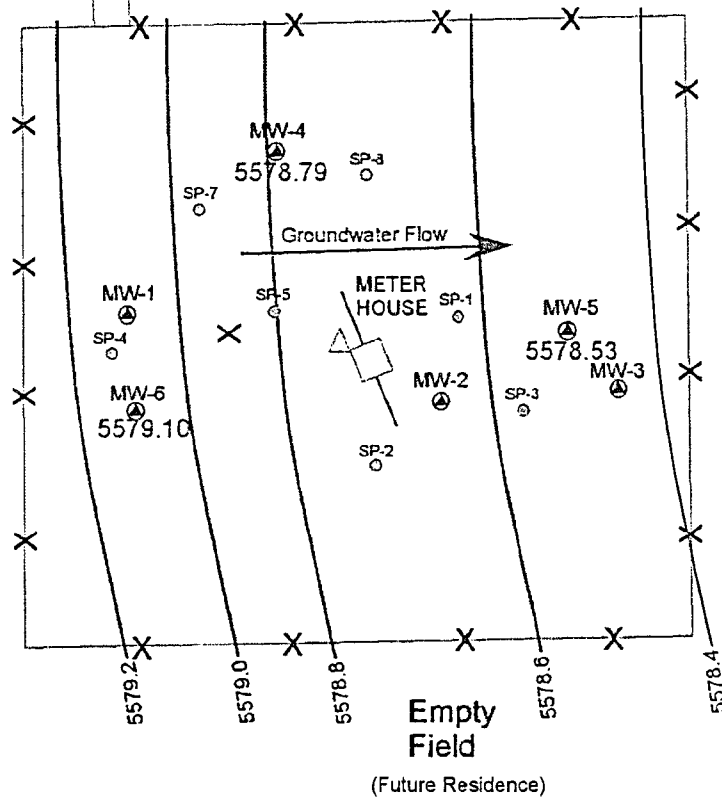 MW-4
5578.79
SP-8
SP-7
Groundwater Flow
METER
HOUSE
MW-1
SP-5
SP-1
MW-5
5578.53
SP-4
MW-3
MW-6
5579.10
MW-2
SP-3
SP-2
5579.2
5579.0
5578.8
5578.6
5578.4
Empty
Field
(Future Residence)